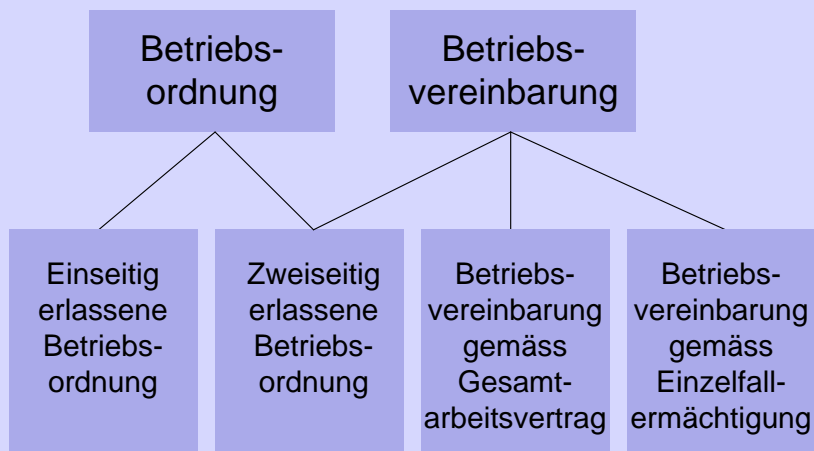 Betriebs-
ordnung
Betriebs-
vereinbarung
Einseitig
erlassene
Betriebs-
ordnung
Zweiseitig
erlassene
Betriebs-
ordnung
Betriebs-
vereinbarung
gemäss
Gesamt-
arbeitsvertrag
Betriebs-
vereinbarung
gemäss
Einzelfall-
ermächtigung